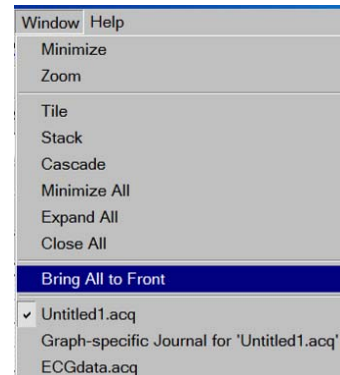 Window Help
Minimize
Zoom
Tile
Stack
Cascade
Minimize All
Expand All
Close All
Bring All to Front
✓ Untitled1.acq
Graph-specific Journal for 'Untitled1.acq'
ECGdata.acq